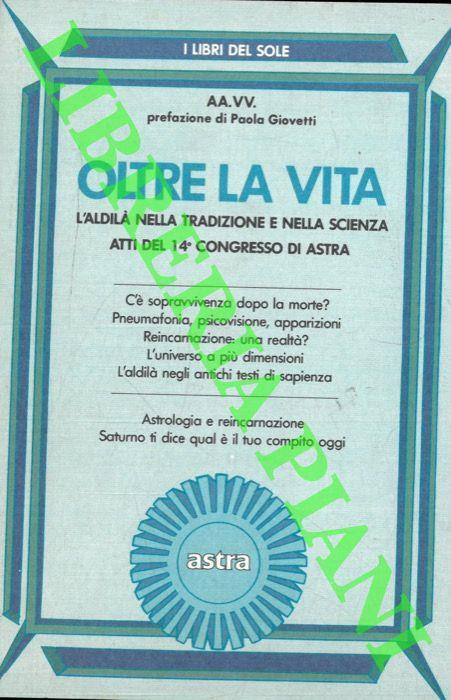 I LIBRI DEL SOLE
AA.VV.
prefazione di Paola Giovetti
OLTRE LA VITA
L'ALDILÀ NELLA TRADIZIONE E NELLA SCIENZA
ATTI DEL 14° CONGRESSO DI ASTRA
C'è sopravvivenza dopo la morte?
Pneumafonia, psicovisione, apparizioni
Reincarnazione: una realtà?
L'universo a più dimensioni
L'aldilà negli antichi testi di sapienza
Astrologia e reincarnazione
Saturno ti dice qual è il tuo compito oggi
astra
LIBRERIA PIANI